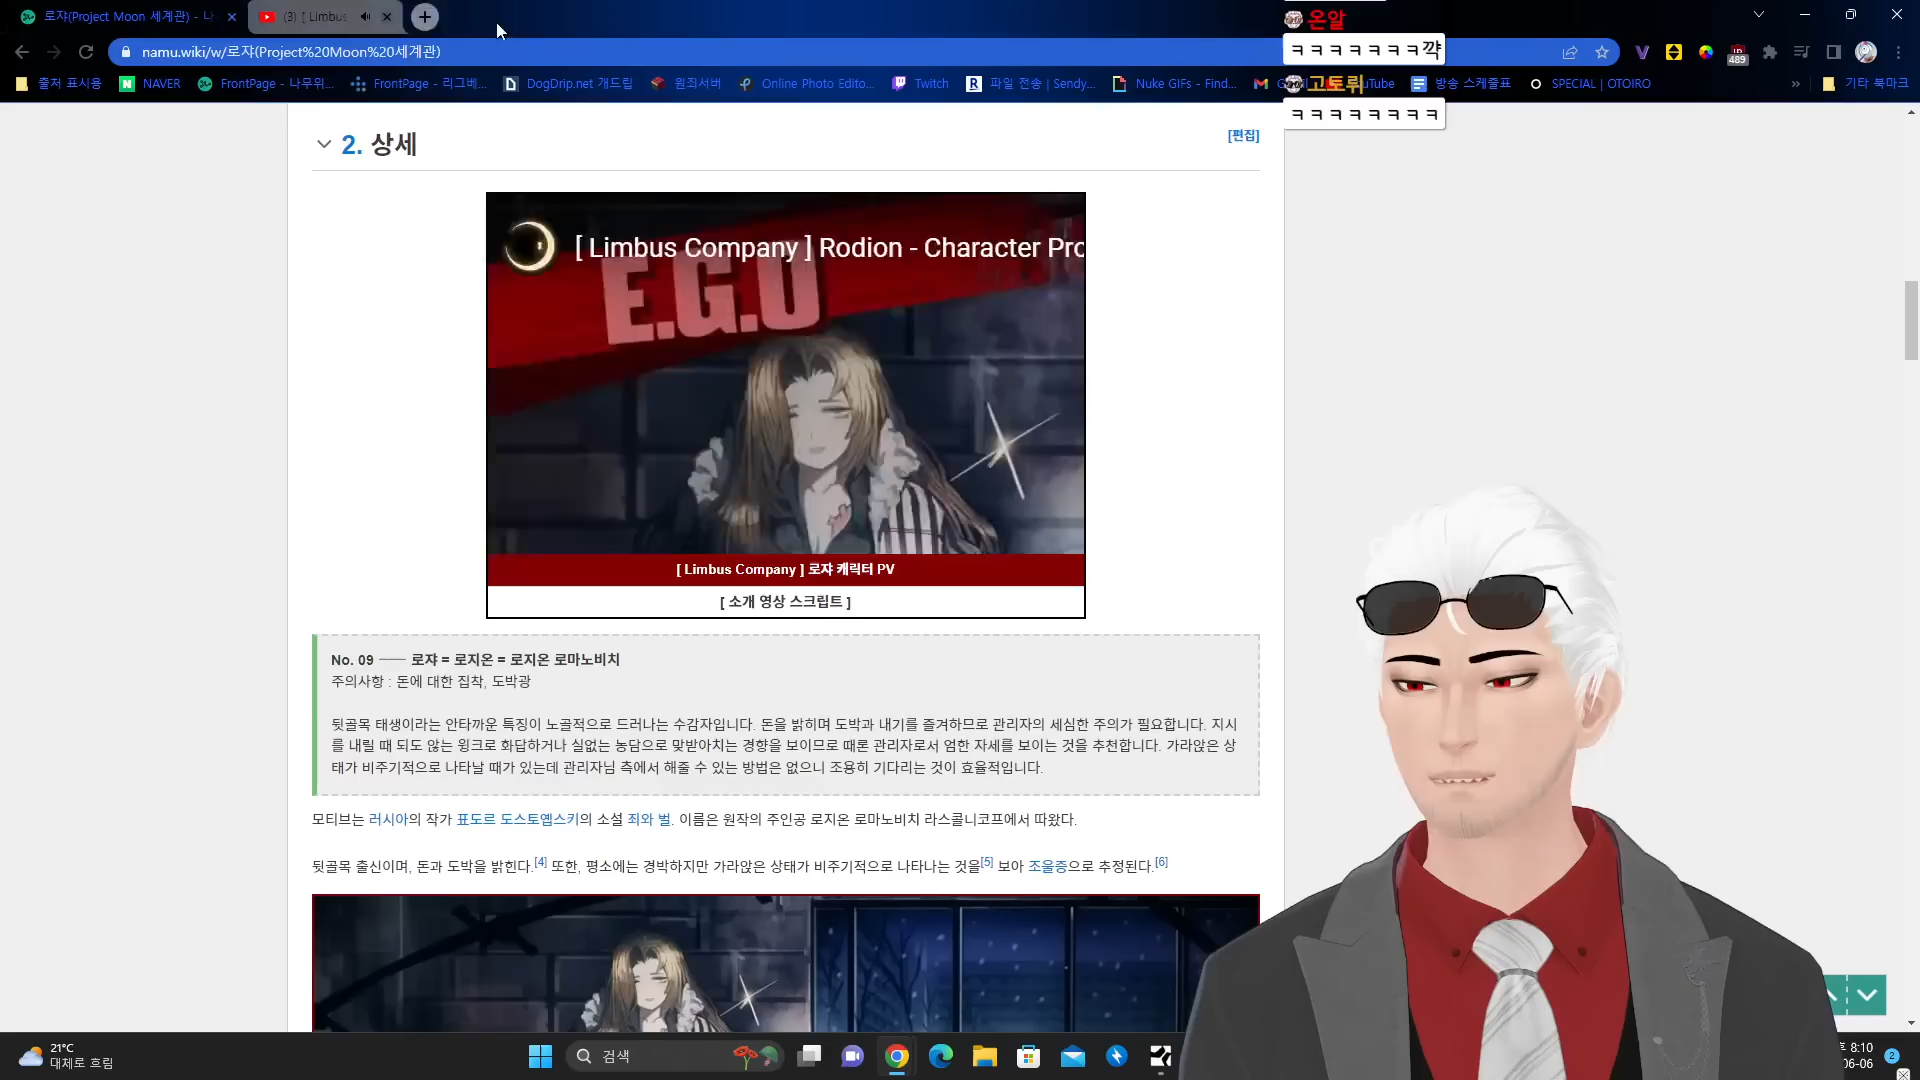 로쟈(Project Moon 세계관) - 나
(3) [ Limbus
온알
namu.wiki/w/로쟈(Project%20Moon%20세계관)
ㅋㅋㅋㅋㅋㅋㅋ꺅
489
출저 표시용
NAVER
FrontPage - 나무위...
FrontPage - 리그베...
DogDrip.net 개드립
원죄서버
Online Photo Edito...
Twitch
파일 전송 | Sendy...
Nuke GIFs - Find...
고토뤼
방송 스케줄표
SPECIAL | OTOIRO
»
기타 북마크
ㅋㅋㅋㅋㅋㅋㅋㅋ
2. 상세
[편집]
[ Limbus Company ] Rodion - Character Pro
E.G.O
[ Limbus Company ] 로쟈 캐릭터 PV
[ 소개 영상 스크립트 ]
No. 09 ── 로쟈 = 로지온 = 로지온 로마노비치
주의사항 : 돈에 대한 집착, 도박광
뒷골목 태생이라는 안타까운 특징이 노골적으로 드러나는 수감자입니다. 돈을 밝히며 도박과 내기를 즐겨하므로 관리자의 세심한 주의가 필요합니다. 지시
를 내릴 때 되도 않는 윙크로 화답하거나 실없는 농담으로 맞받아치는 경향을 보이므로 때론 관리자로서 엄한 자세를 보이는 것을 추천합니다. 가라앉은 상
태가 비주기적으로 나타날 때가 있는데 관리자님 측에서 해줄 수 있는 방법은 없으니 조용히 기다리는 것이 효율적입니다.
모티브는 러시아의 작가 표도르 도스토옙스키의 소설 죄와 벌. 이름은 원작의 주인공 로지온 로마노비치 라스콜니코프에서 따왔다.
뒷골목 출신이며, 돈과 도박을 밝힌다.[4] 또한, 평소에는 경박하지만 가라앉은 상태가 비주기적으로 나타나는 것을[5] 보아 조울증으로 추정된다.[6]
21°C
대체로 흐림
검색
8:10
06-06
2